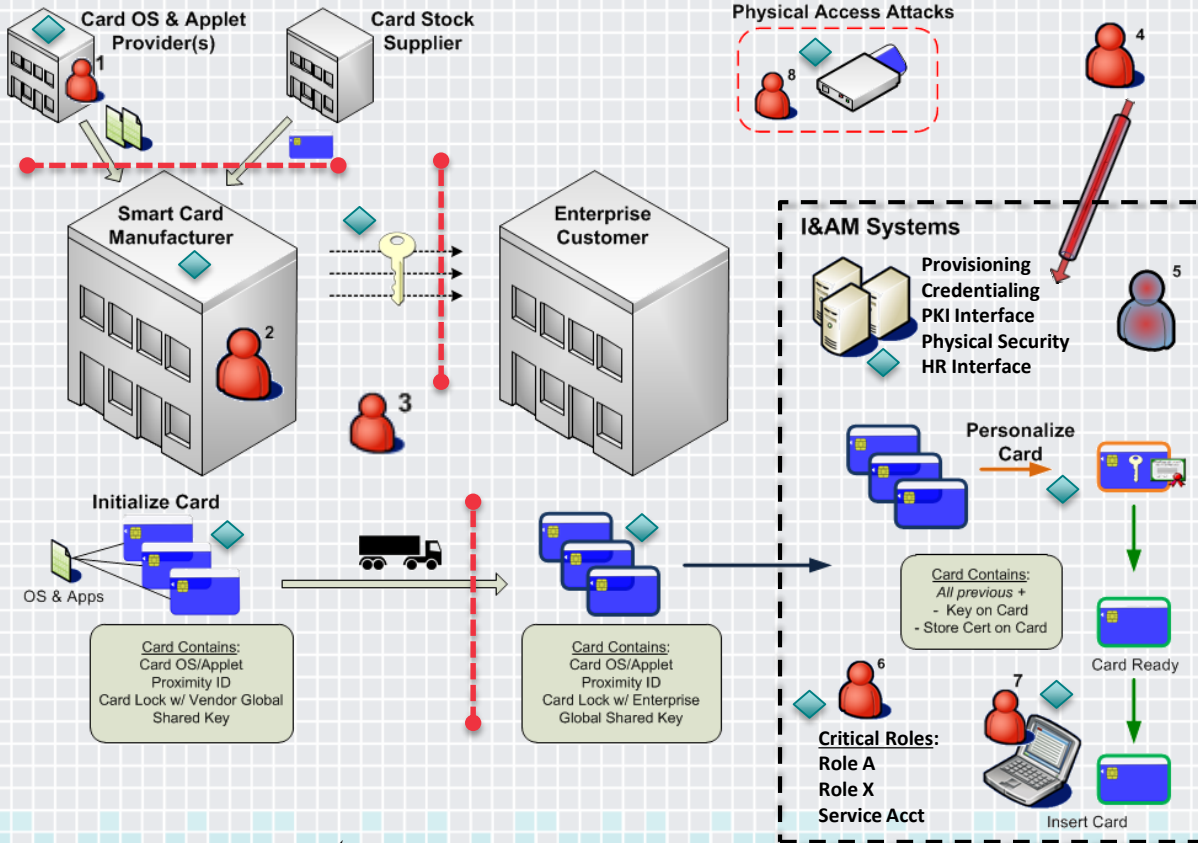 Card OS & Applet
Provider(s)
1
Card Stock
Supplier
Physical Access Attacks
8
4
Smart Card
Manufacturer
2
3
Enterprise
Customer
I&AM Systems
Provisioning
Credentialing
PKI Interface
Physical Security
HR Interface
5
Personalize
Card
Initialize Card
OS & Apps
Card Contains:
Card OS/Applet
Proximity ID
Card Lock w/ Vendor Global
Shared Key
Card Contains:
Card OS/Applet
Proximity ID
Card Lock w/ Enterprise
Global Shared Key
Card Contains:
All previous +
- Key on Card
- Store Cert on Card
Card Ready
6
Critical Roles:
Role A
Role X
Service Acct
7
Insert Card